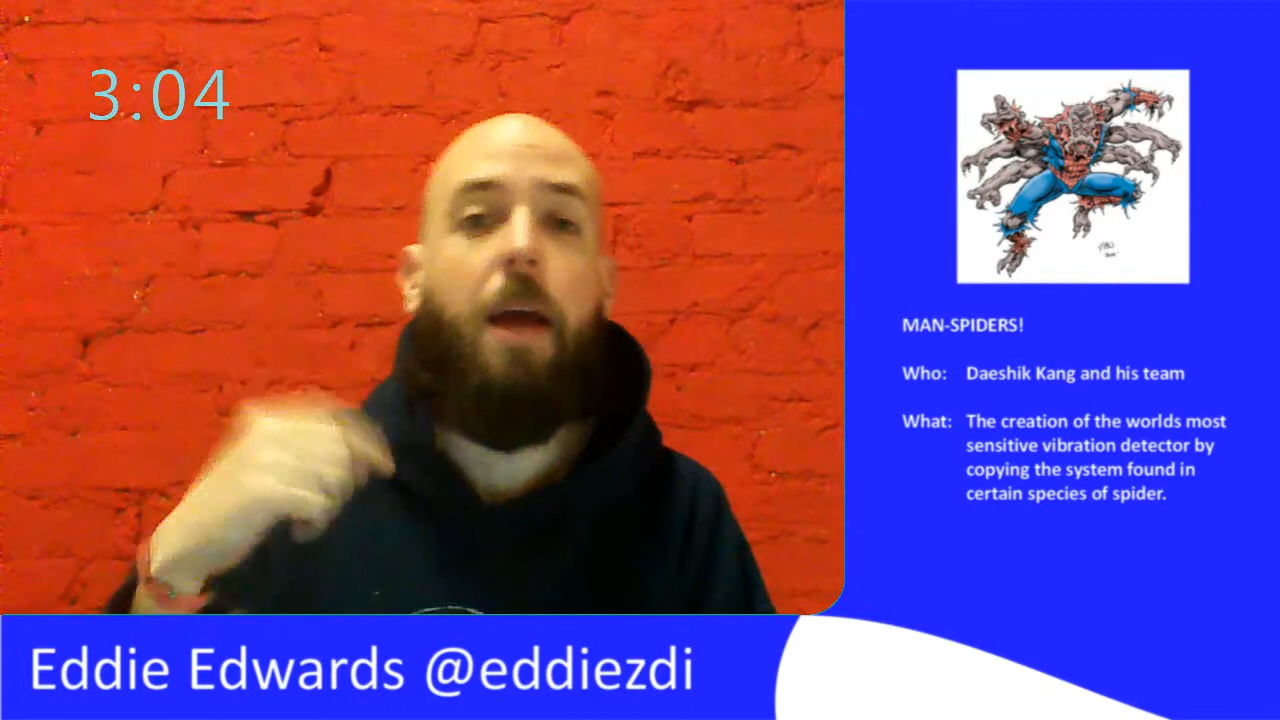 3:04
MAN-SPIDERS!
Who: Daeshik Kang and his team
What: The creation of the worlds most
sensitive vibration detector by
copying the system found in
certain species of spider.
Eddie Edwards @eddiezdi